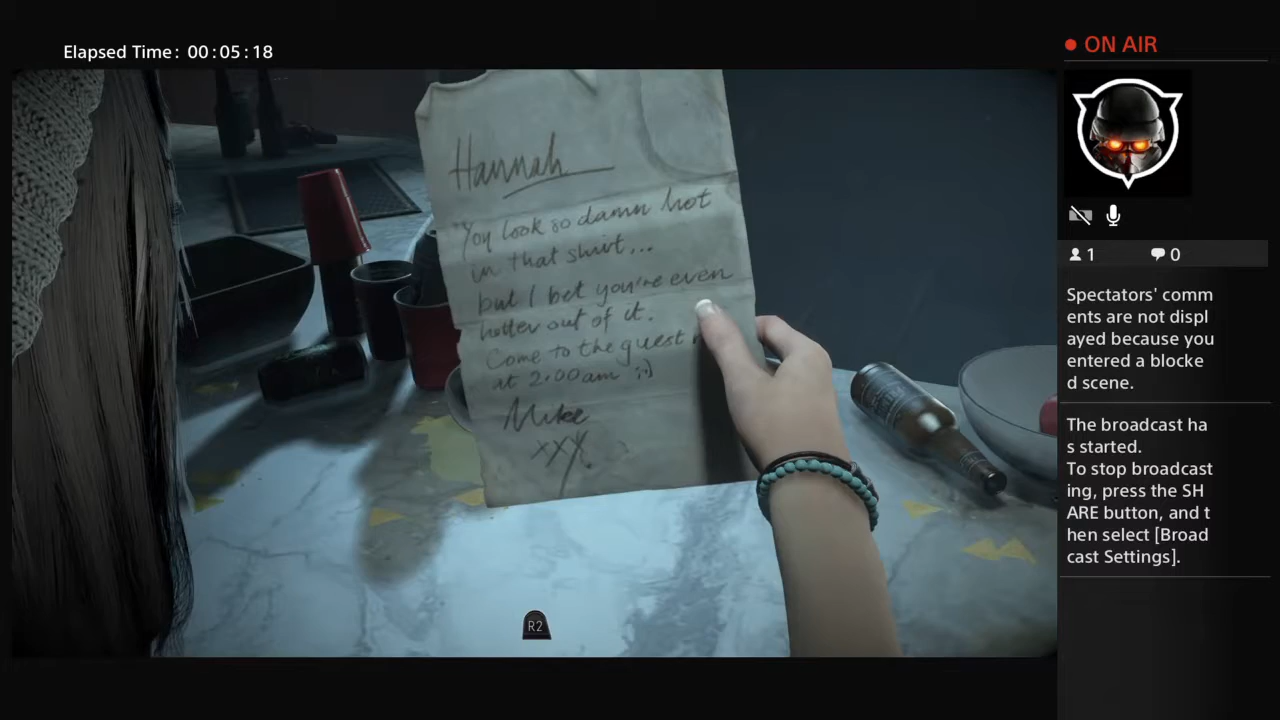 Elapsed Time: 00:05:18
ON AIR
1
0
Spectators' comm
ents are not displ
ayed because you
entered a blocke
d scene.
The broadcast ha
s started.
To stop broadcast
ing, press the SH
ARE button, and t
hen select [Broad
cast Settings].
Hannah
You look so damn hot
in that shirt...
but I bet you're even
hotter out of it.
Come to the guest
at 2.00am ;)
Mike
xxx
R2